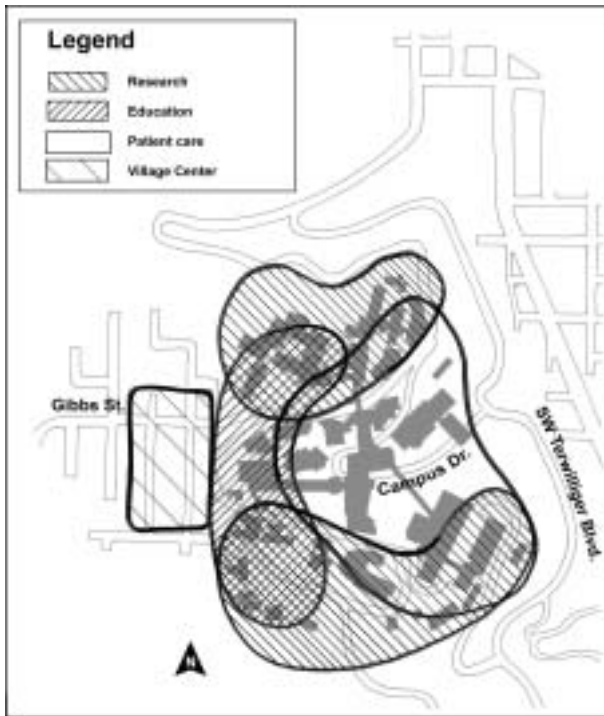 Legend
Research
Education
Patient care
Village Center
Gibbs St.
Campus Dr.
SW Terwilliger Blvd.
N